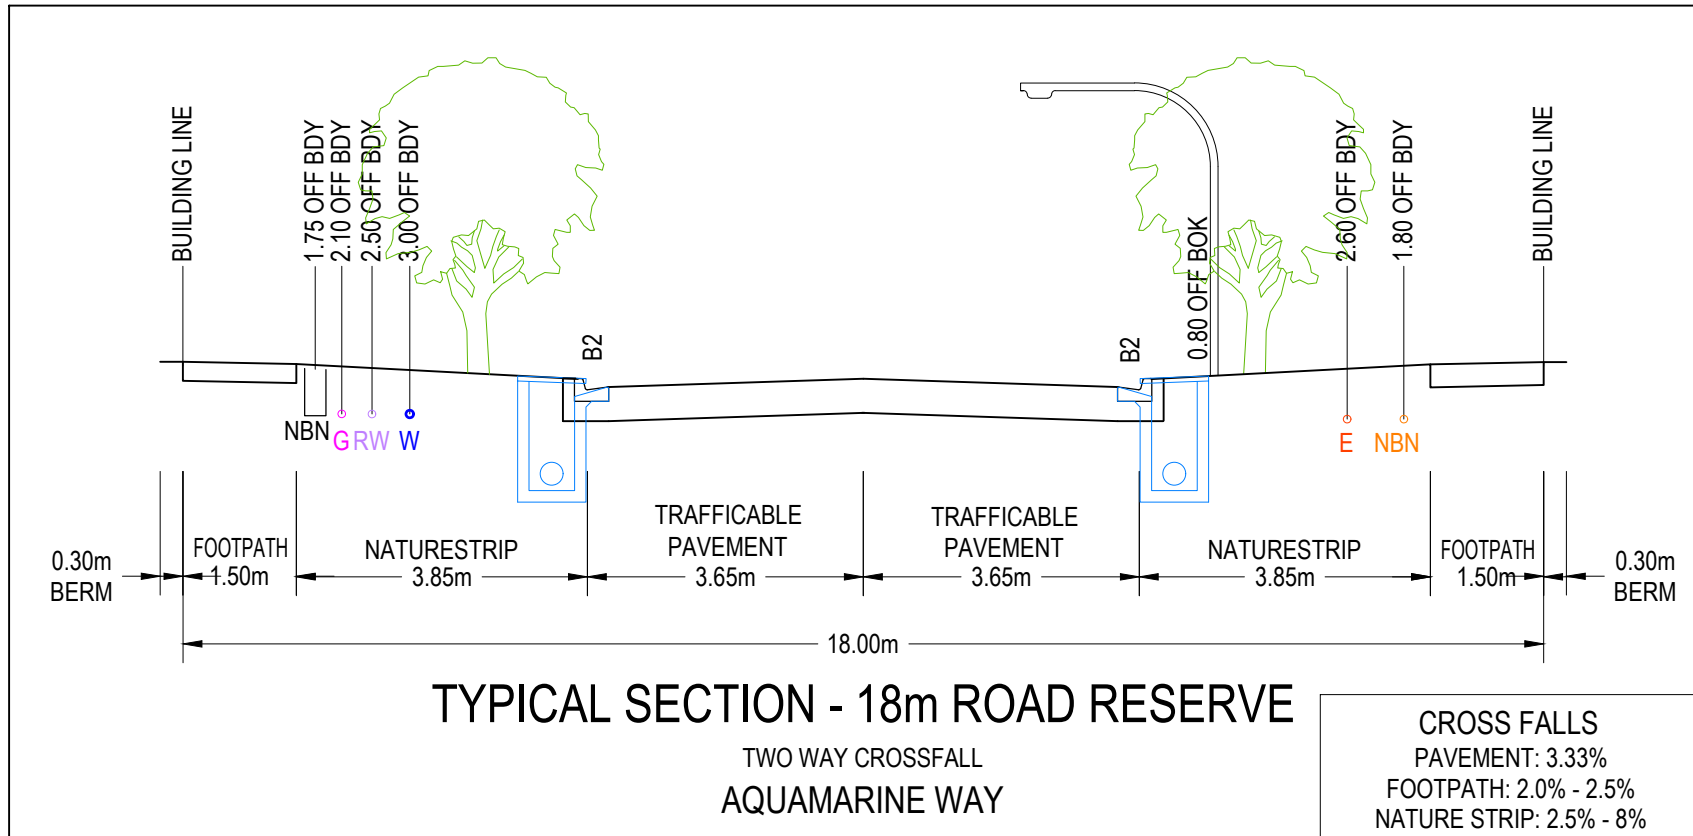 BUILDING LINE
1.75 OFF BDY
2.10 OFF BDY
2.50 OFF BDY
3.00 OFF BDY
B2
B2
0.80 OFF BOK
2.60 OFF BDY
1.80 OFF BDY
BUILDING LINE
NBN
G
RW
W
E
NBN
0.30m
BERM
FOOTPATH
1.50m
NATURESTRIP
3.85m
TRAFFICABLE
PAVEMENT
3.65m
TRAFFICABLE
PAVEMENT
3.65m
NATURESTRIP
3.85m
FOOTPATH
1.50m
0.30m
BERM
18.00m
TYPICAL SECTION - 18m ROAD RESERVE
TWO WAY CROSSFALL
AQUAMARINE WAY
CROSS FALLS
PAVEMENT: 3.33%
FOOTPATH: 2.0% - 2.5%
NATURE STRIP: 2.5% - 8%